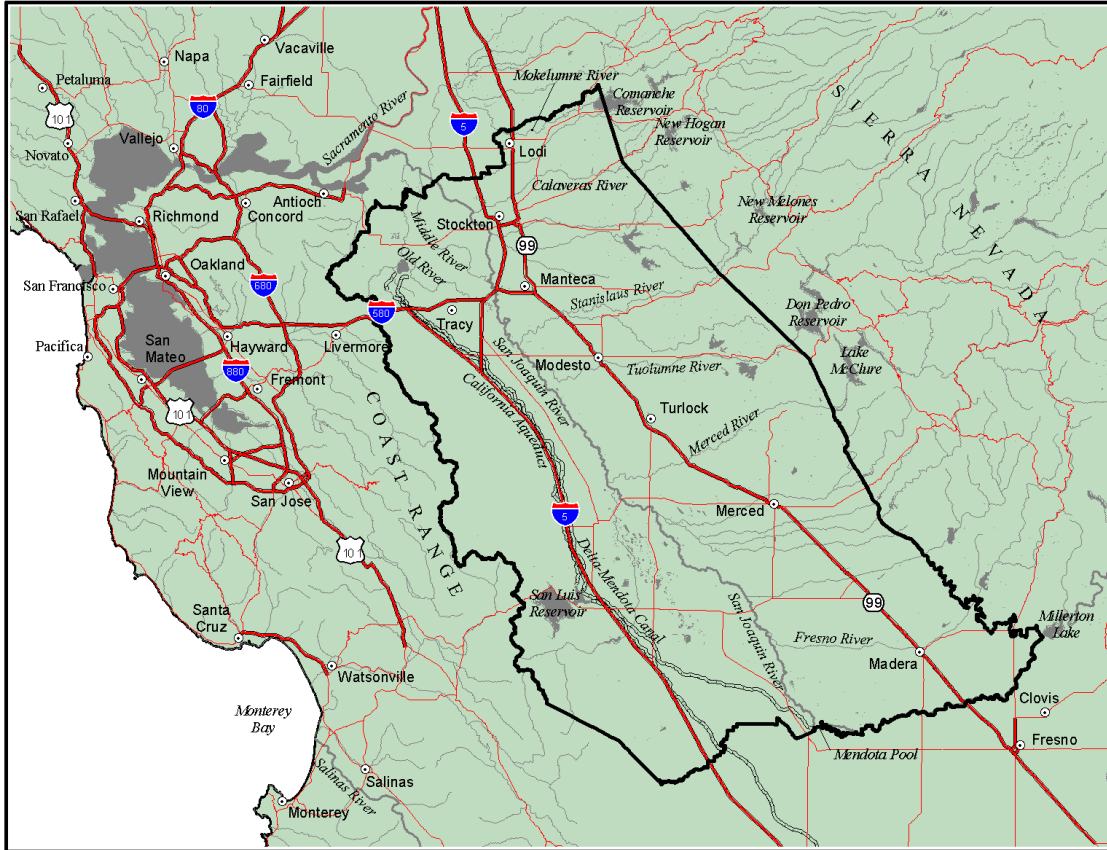 Vacaville
Napa
Fairfield
Petaluma
101
80
5
Mokelumne River
Comanche
Reservoir
New Hogan
Reservoir
SIERRA NEVADA
Vallejo
Sacramento River
Novato
Lodi
Calaveras River
Antioch
Concord
San Rafael
Richmond
New Melones
Reservoir
Stockton
Middle River
Old River
99
Oakland
680
Manteca
San Francisco
Stanislaus River
580
Don Pedro
Reservoir
Tracy
San
Mateo
Hayward
Livermore
Pacifica
San Joaquin River
Modesto
Lake
McClure
Tuolumne River
880
Fremont
California Aqueduct
101
COAST RANGE
Turlock
Merced River
Mountain
View
San Jose
5
Merced
101
Delta-Mendota Canal
San Luis
Reservoir
San Joaquin River
99
Santa
Cruz
Fresno River
Millerton
Lake
Madera
Watsonville
Clovis
Monterey
Bay
Fresno
Mendota Pool
Salinas River
Salinas
Monterey